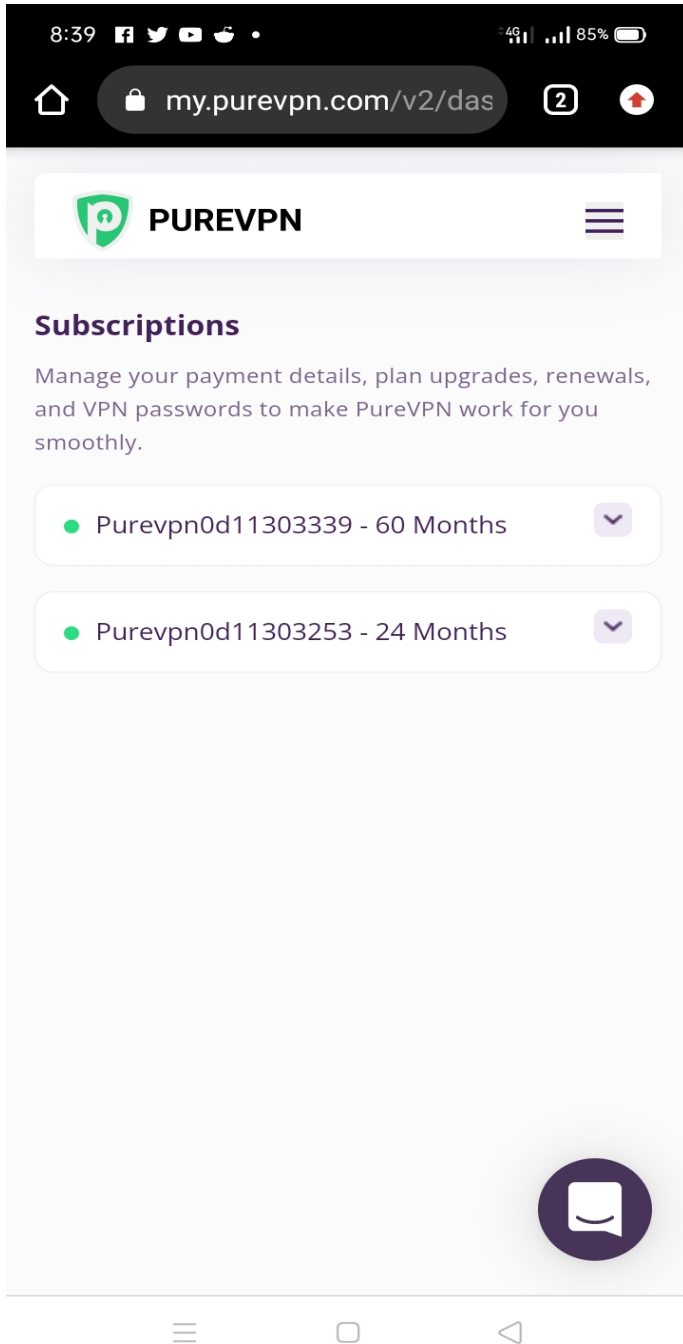 8:39 4G 85%
my.purevpn.com/v2/das 2
PUREVPN
Subscriptions
Manage your payment details, plan upgrades, renewals,
and VPN passwords to make PureVPN work for you
smoothly.
Purevpn0d11303339 - 60 Months
Purevpn0d11303253 - 24 Months